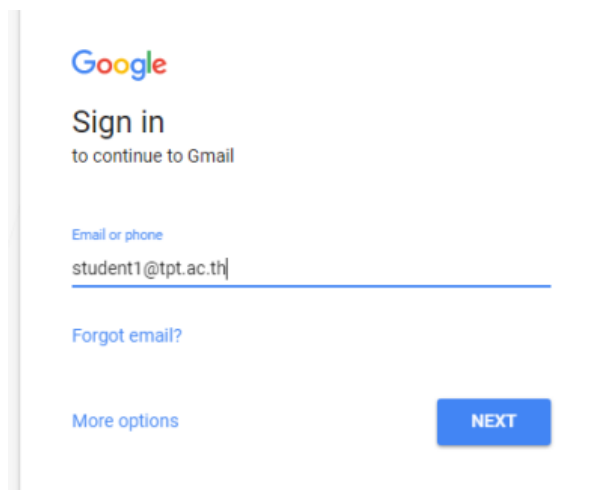 Google
Sign in
to continue to Gmail
Email or phone
student1@tpt.ac.th
Forgot email?
More options
NEXT